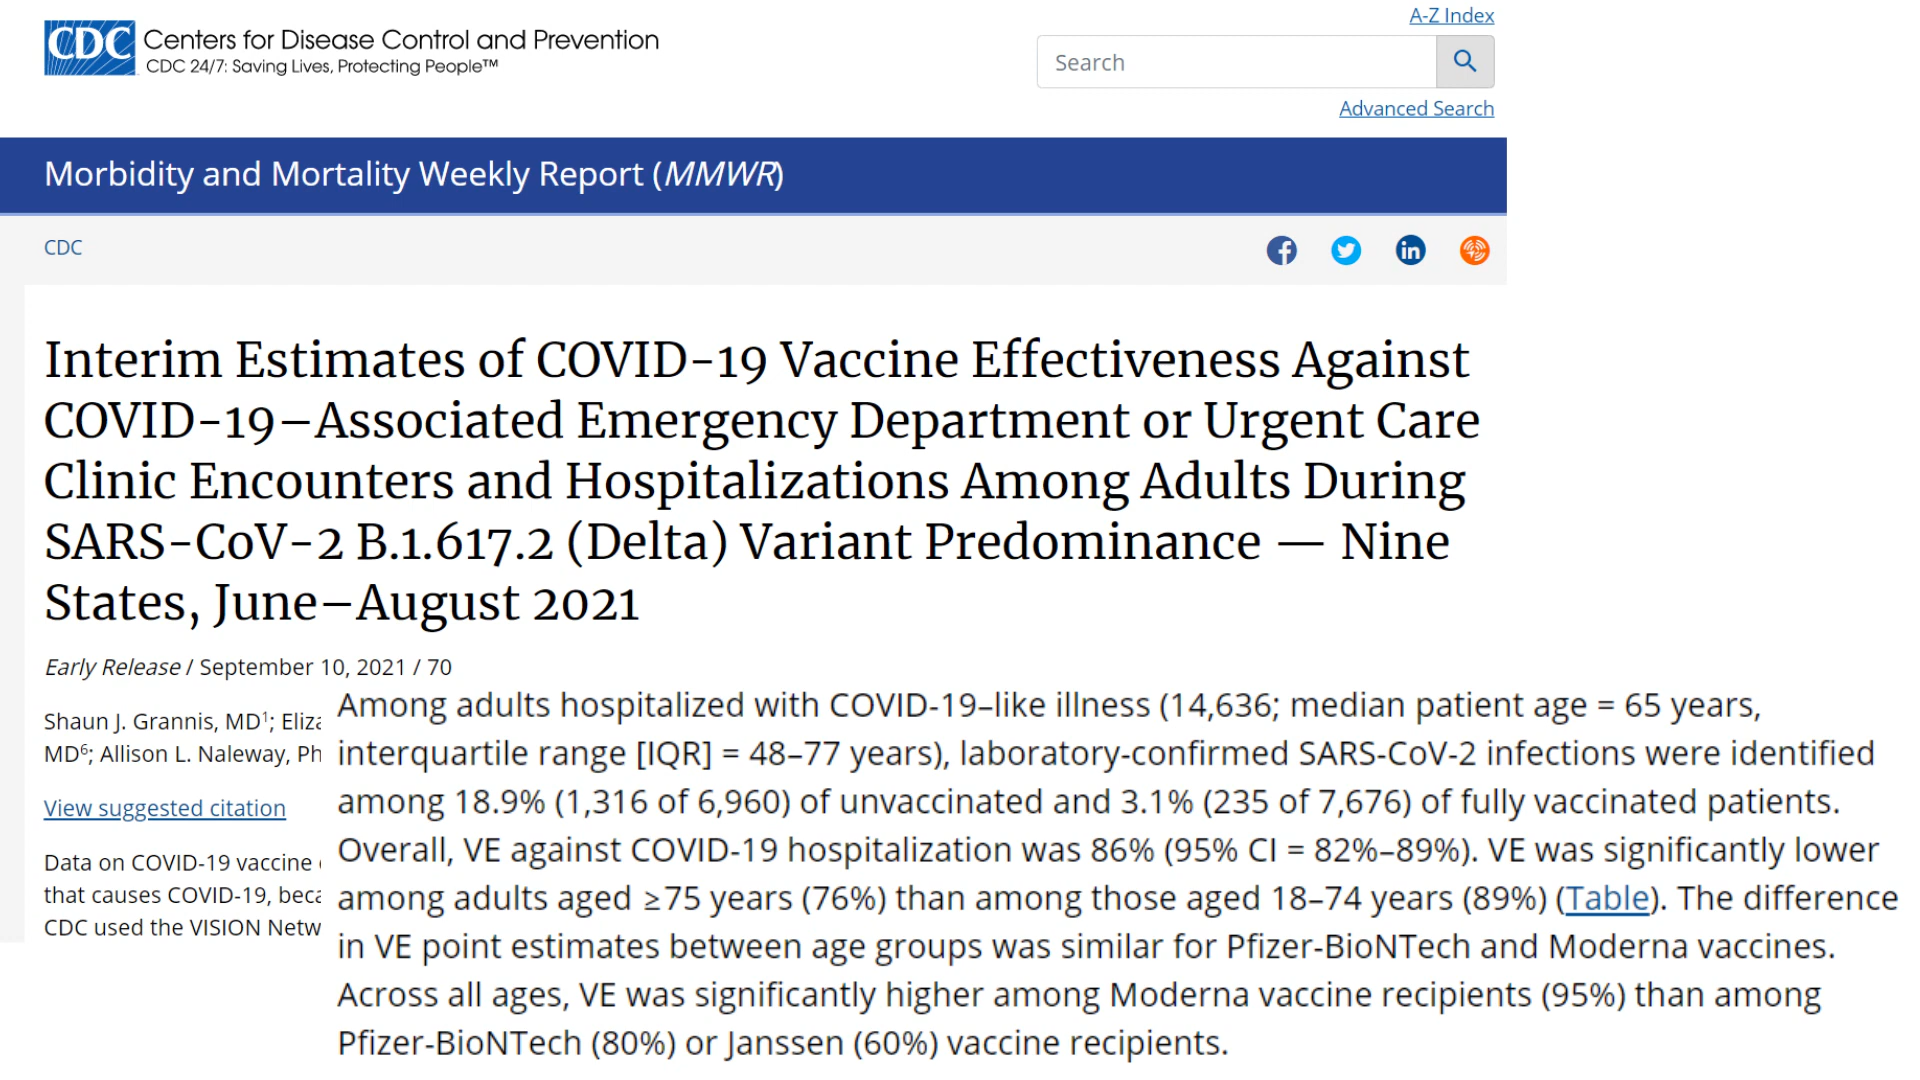 CDC
Centers for Disease Control and Prevention
CDC 24/7: Saving Lives, Protecting People™
A-Z Index
Search
Advanced Search
Morbidity and Mortality Weekly Report (MMWR)
CDC
Interim Estimates of COVID-19 Vaccine Effectiveness Against
COVID-19–Associated Emergency Department or Urgent Care
Clinic Encounters and Hospitalizations Among Adults During
SARS-CoV-2 B.1.617.2 (Delta) Variant Predominance — Nine
States, June–August 2021
Early Release / September 10, 2021 / 70
Shaun J. Grannis, MD¹;
MD⁶; Allison L. Naleway,
View suggested citation
Data on COVID-19 vaccine
that causes COVID-19,
CDC used the VISION
Among adults hospitalized with COVID-19–like illness (14,636; median patient age = 65 years,
interquartile range [IQR] = 48–77 years), laboratory-confirmed SARS-CoV-2 infections were identified
among 18.9% (1,316 of 6,960) of unvaccinated and 3.1% (235 of 7,676) of fully vaccinated patients.
Overall, VE against COVID-19 hospitalization was 86% (95% CI = 82%–89%). VE was significantly lower
among adults aged ≥75 years (76%) than among those aged 18–74 years (89%) (Table). The difference
in VE point estimates between age groups was similar for Pfizer-BioNTech and Moderna vaccines.
Across all ages, VE was significantly higher among Moderna vaccine recipients (95%) than among
Pfizer-BioNTech (80%) or Janssen (60%) vaccine recipients.